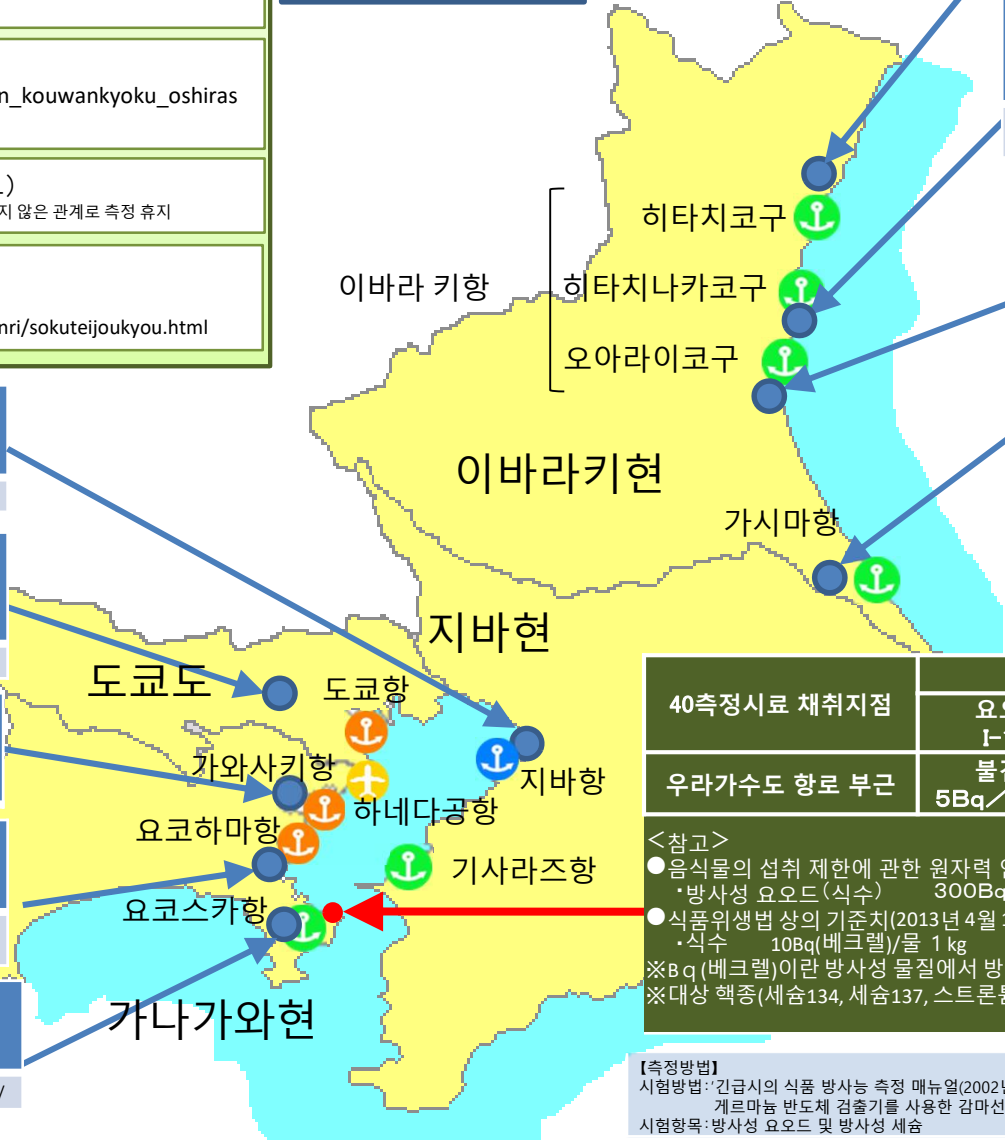 n_kouwankyoku_oshiras
지 않은 관계로 측정 휴지
nri/sokuteijoukyou.html
히타치코구
이바라 키항
히타치나카코구
오아라이코구
이바라키현
가시마항
지바현
도쿄도
도쿄항
가와사키항
지바항
하네다공항
요코하마항
기사라즈항
요코스카항
가나가와현
40측정시료 채취지점
I-
우라가수도 항로 부근
5Bq/
<참고>
●음식물의 섭취 제한에 관한 원자력
・방사성 요오드(식수) 300Bq
●식품위생법 상의 기준치(2013년 4월
・식수 10Bq(베크렐)/물 1 kg
※Bq(베크렐)이란 방사성 물질에서 방
※대상 핵종(세슘134, 세슘137, 스트론
【측정방법】
시험방법:'긴급시의 식품 방사능 측정 매뉴얼(2002년
게르마늄 반도체 검출기를 사용한 감마선
시험항목:방사성 요오드 및 방사성 세슘